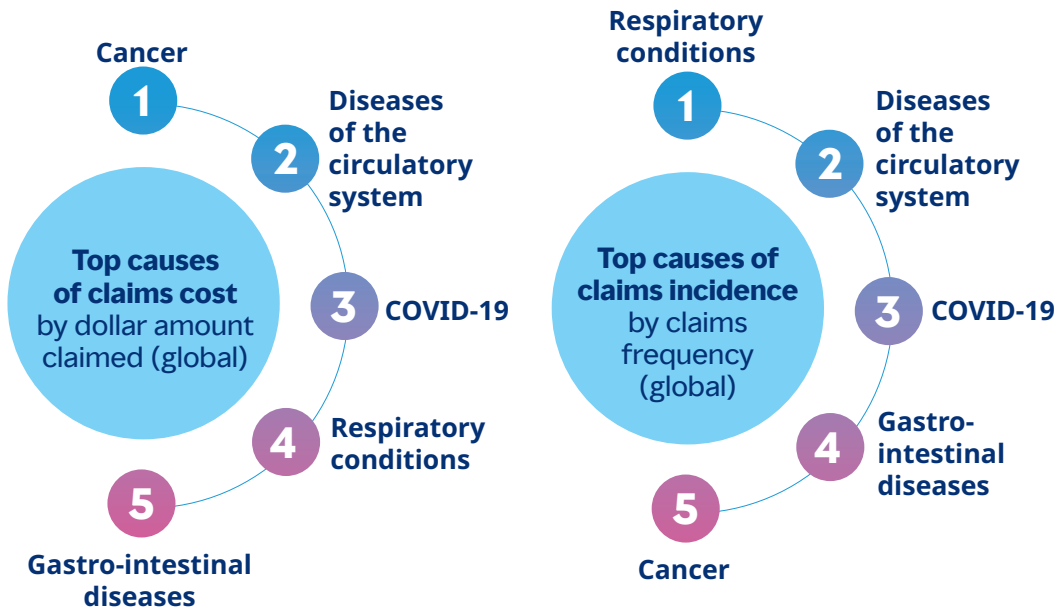 Cancer
1
Diseases
of the
circulatory
system
2
Top causes
of claims cost
by dollar amount
claimed (global)
3
COVID-19
4
Respiratory
conditions
5
Gastro-intestinal
diseases
Respiratory
conditions
1
Diseases
of the
circulatory
system
2
Top causes of
claims incidence
by claims
frequency
(global)
3
COVID-19
4
Gastro-
intestinal
diseases
5
Cancer